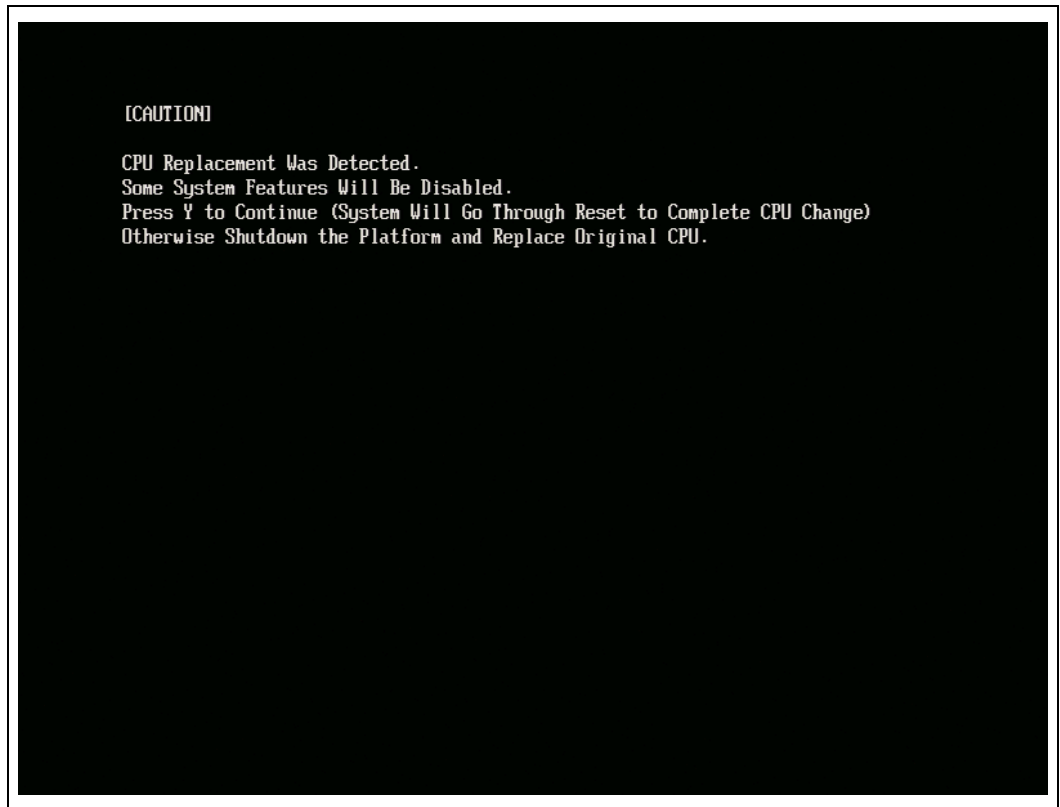 [CAUTION]
CPU Replacement Was Detected.
Some System Features Will Be Disabled.
Press Y to Continue (System Will Go Through Reset to Complete CPU Change)
Otherwise Shutdown the Platform and Replace Original CPU.